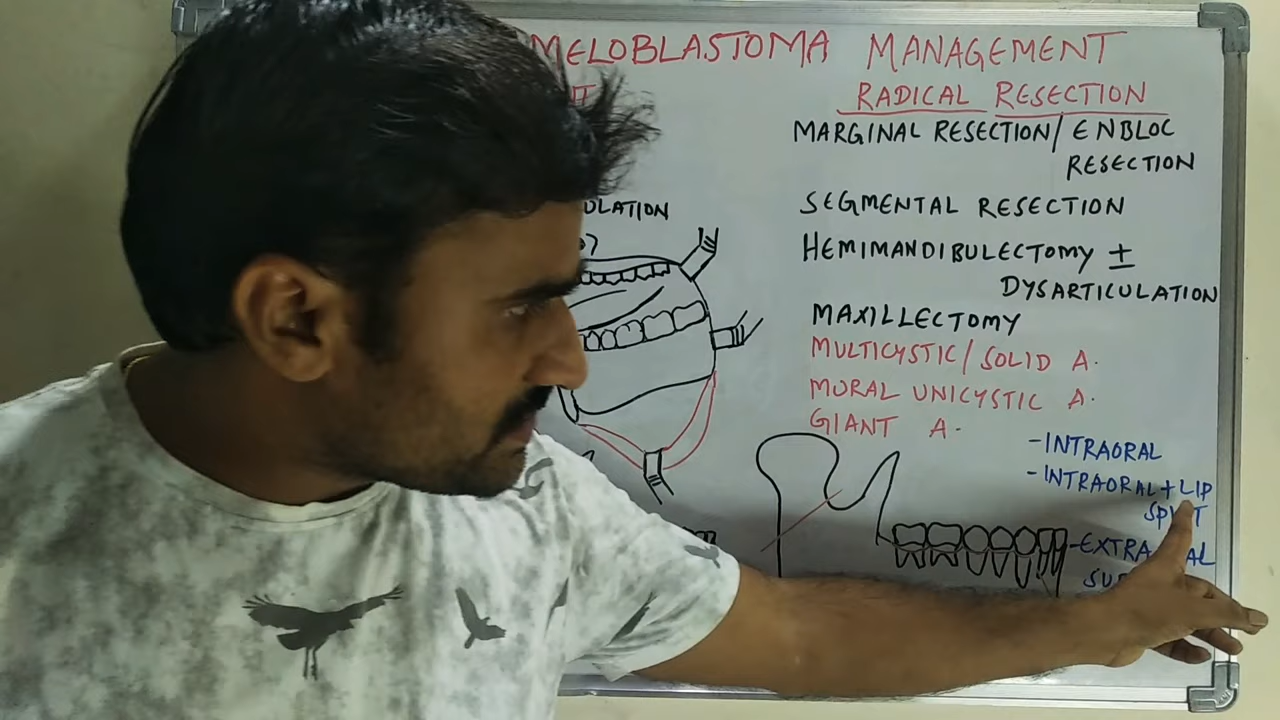 MELOBLASTOMA MANAGEMENT
RADICAL RESECTION
MARGINAL RESECTION/ENBLOC
RESECTION
ULATION
SEGMENTAL RESECTION
HEMIMANDIBULECTOMY ±
DYSARTICULATION
MAXILLECTOMY
MULTICYSTIC/SOLID A.
MURAL UNICYSTIC A.
GIANT A.
-INTRAORAL
-INTRAORAL+LIP